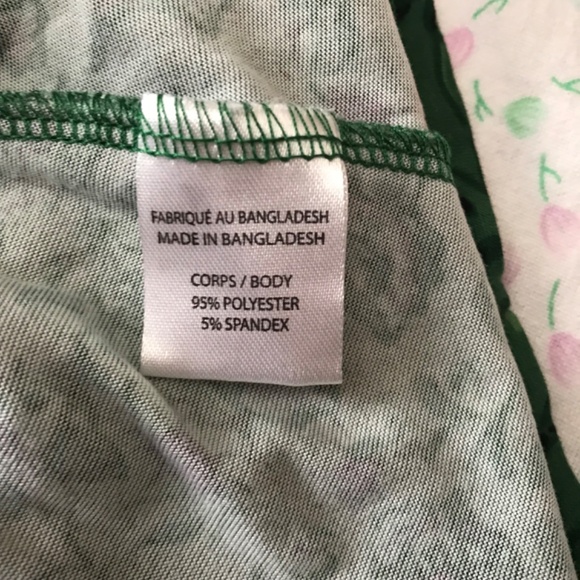 FABRIQUÉ AU BANGLADESH
MADE IN BANGLADESH
CORPS / BODY
95% POLYESTER
5% SPANDEX